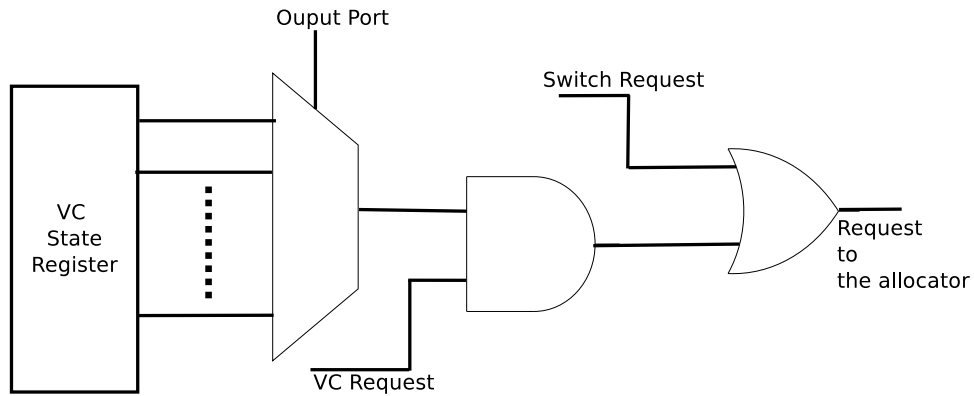 Ouput Port
Switch Request
VC
State
Register
Request
to
the allocator
VC Request